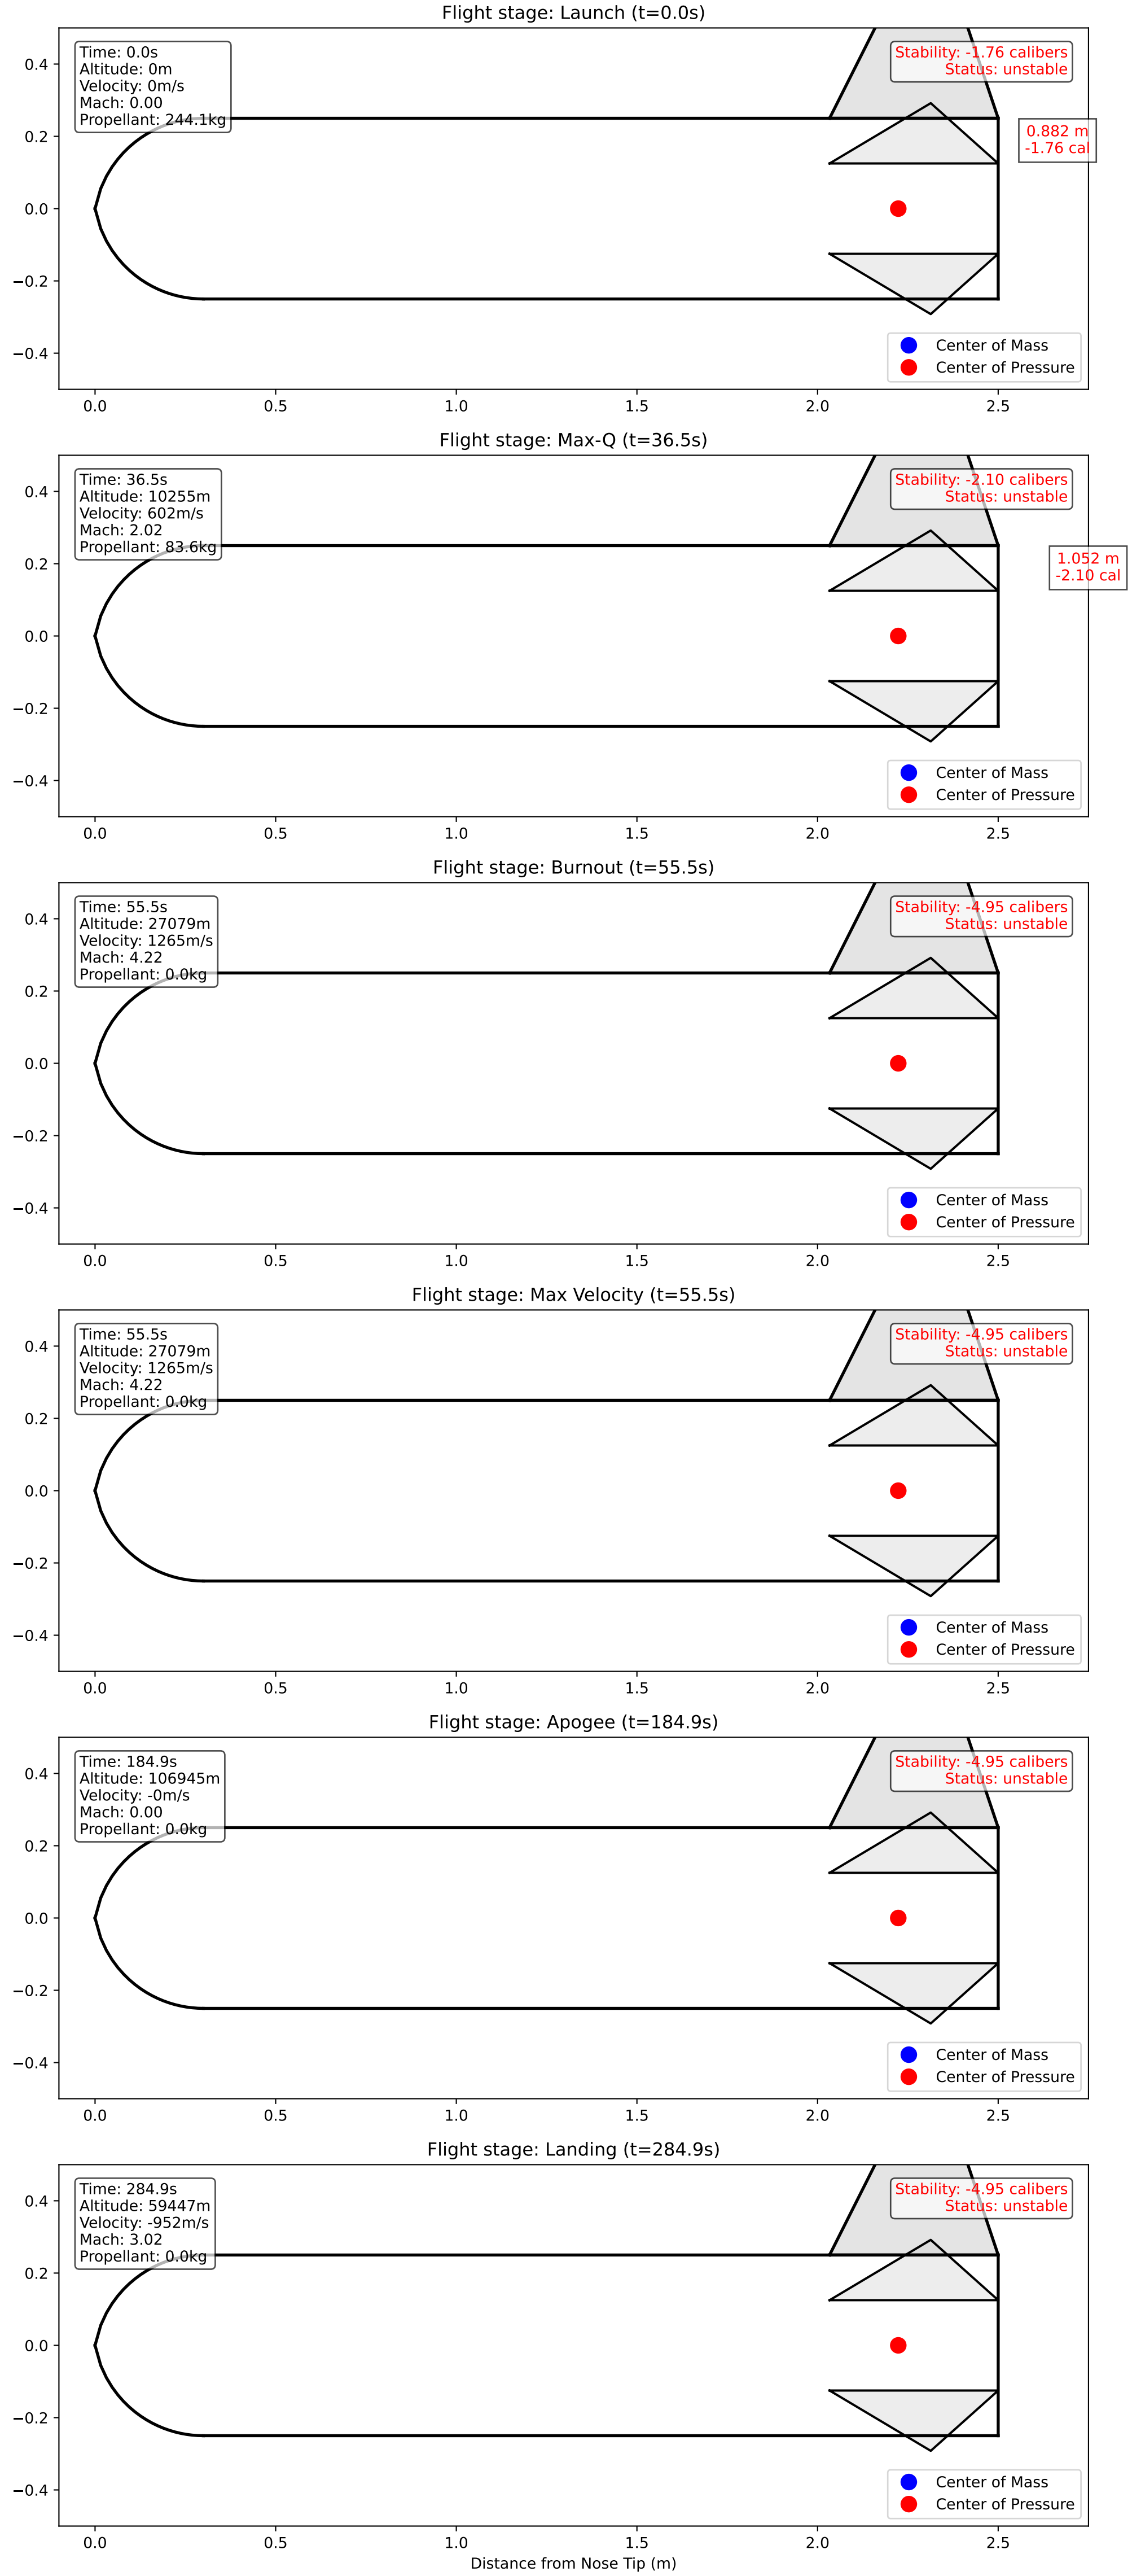 Flight stage: Launch (t=0.0s)
Time: 0.0s
Altitude: 0m
Velocity: 0m/s
Mach: 0.00
Propellant: 244.1kg
Stability: -1.76 calibers
Status: unstable
0.882 m
-1.76 cal
0.4
0.2
0.0
−0.2
−0.4
Center of Mass
Center of Pressure
0.0 0.5 1.0 1.5 2.0 2.5
Flight stage: Max-Q (t=36.5s)
Time: 36.5s
Altitude: 10255m
Velocity: 602m/s
Mach: 2.02
Propellant: 83.6kg
Stability: -2.10 calibers
Status: unstable
1.052 m
-2.10 cal
0.4
0.2
0.0
−0.2
−0.4
Center of Mass
Center of Pressure
0.0 0.5 1.0 1.5 2.0 2.5
Flight stage: Burnout (t=55.5s)
Time: 55.5s
Altitude: 27079m
Velocity: 1265m/s
Mach: 4.22
Propellant: 0.0kg
Stability: -4.95 calibers
Status: unstable
0.4
0.2
0.0
−0.2
−0.4
Center of Mass
Center of Pressure
0.0 0.5 1.0 1.5 2.0 2.5
Flight stage: Max Velocity (t=55.5s)
Time: 55.5s
Altitude: 27079m
Velocity: 1265m/s
Mach: 4.22
Propellant: 0.0kg
Stability: -4.95 calibers
Status: unstable
0.4
0.2
0.0
−0.2
−0.4
Center of Mass
Center of Pressure
0.0 0.5 1.0 1.5 2.0 2.5
Flight stage: Apogee (t=184.9s)
Time: 184.9s
Altitude: 106945m
Velocity: -0m/s
Mach: 0.00
Propellant: 0.0kg
Stability: -4.95 calibers
Status: unstable
0.4
0.2
0.0
−0.2
−0.4
Center of Mass
Center of Pressure
0.0 0.5 1.0 1.5 2.0 2.5
Flight stage: Landing (t=284.9s)
Time: 284.9s
Altitude: 59447m
Velocity: -952m/s
Mach: 3.02
Propellant: 0.0kg
Stability: -4.95 calibers
Status: unstable
0.4
0.2
0.0
−0.2
−0.4
Center of Mass
Center of Pressure
0.0 0.5 1.0 1.5 2.0 2.5
Distance from Nose Tip (m)